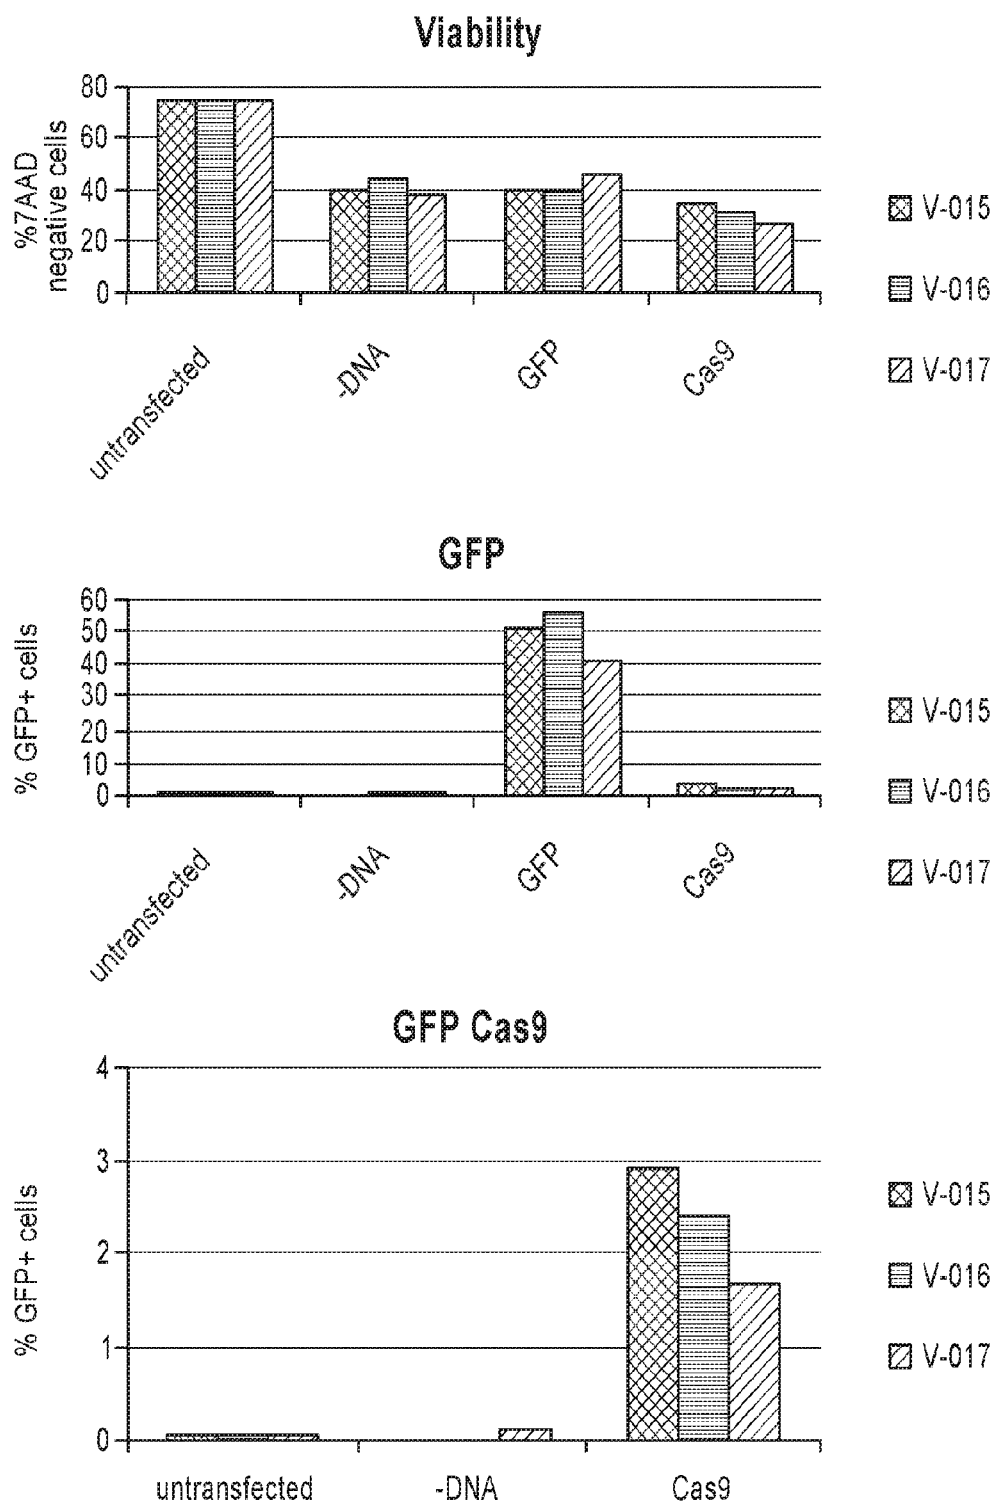 Viability
%7AAD
negative cells
80
60
40
20
0
untransfected
-DNA
GFP
Cas9
V-015
V-016
V-017
GFP
% GFP+ cells
60
50
40
30
20
10
0
untransfected
-DNA
GFP
Cas9
V-015
V-016
V-017
GFP Cas9
% GFP+ cells
4
3
2
1
0
untransfected
-DNA
Cas9
V-015
V-016
V-017